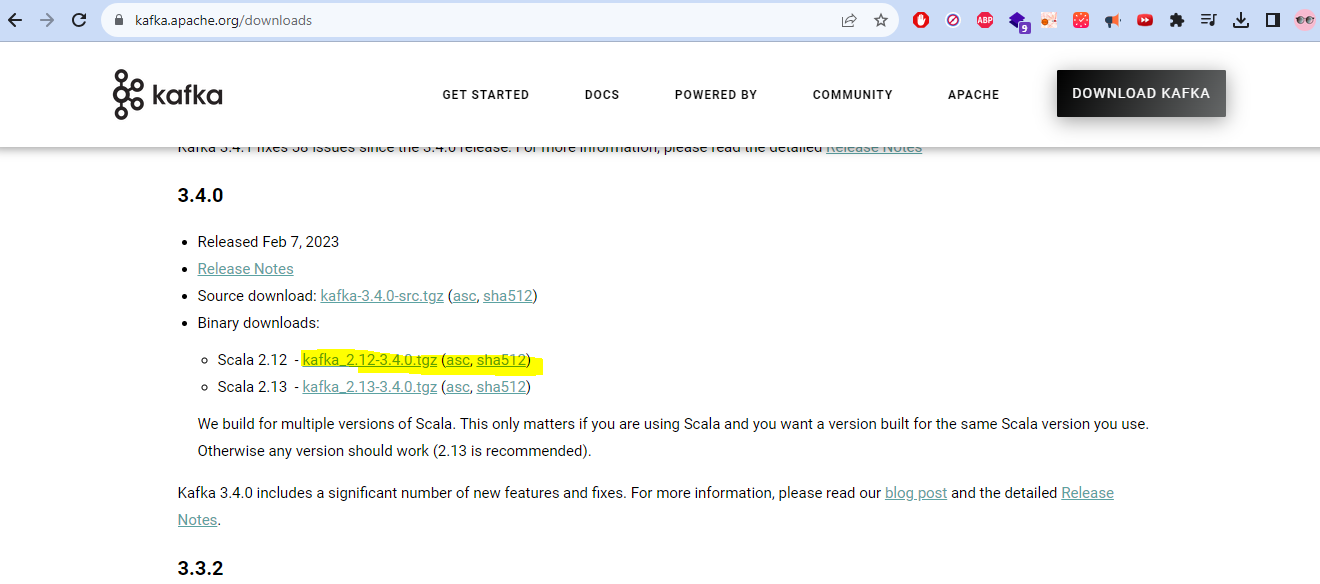 kafka.apache.org/downloads
ABP
9
kafka
GET STARTED
DOCS
POWERED BY
COMMUNITY
APACHE
DOWNLOAD KAFKA
Kafka 3.4.1 fixes 58 issues since the 3.4.0 release. For more information, please read the detailed Release Notes
3.4.0
Released Feb 7, 2023
Release Notes
Source download: kafka-3.4.0-src.tgz (asc, sha512)
Binary downloads:
Scala 2.12 - kafka_2.12-3.4.0.tgz (asc, sha512)
Scala 2.13 - kafka_2.13-3.4.0.tgz (asc, sha512)
We build for multiple versions of Scala. This only matters if you are using Scala and you want a version built for the same Scala version you use.
Otherwise any version should work (2.13 is recommended).
Kafka 3.4.0 includes a significant number of new features and fixes. For more information, please read our blog post and the detailed Release
Notes.
3.3.2